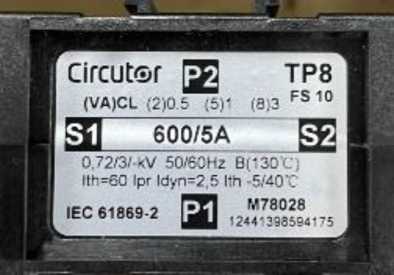 Circutor P2 TP8
(VA)CL (2)0.5 (5)1 (8)3 FS 10
S1 600/5A S2
0,72/3/-kV 50/60Hz B(130℃)
Ith=60 Ipr Idyn=2,5 Ith -5/40℃
IEC 61869-2 P1 M78028
12441398594175